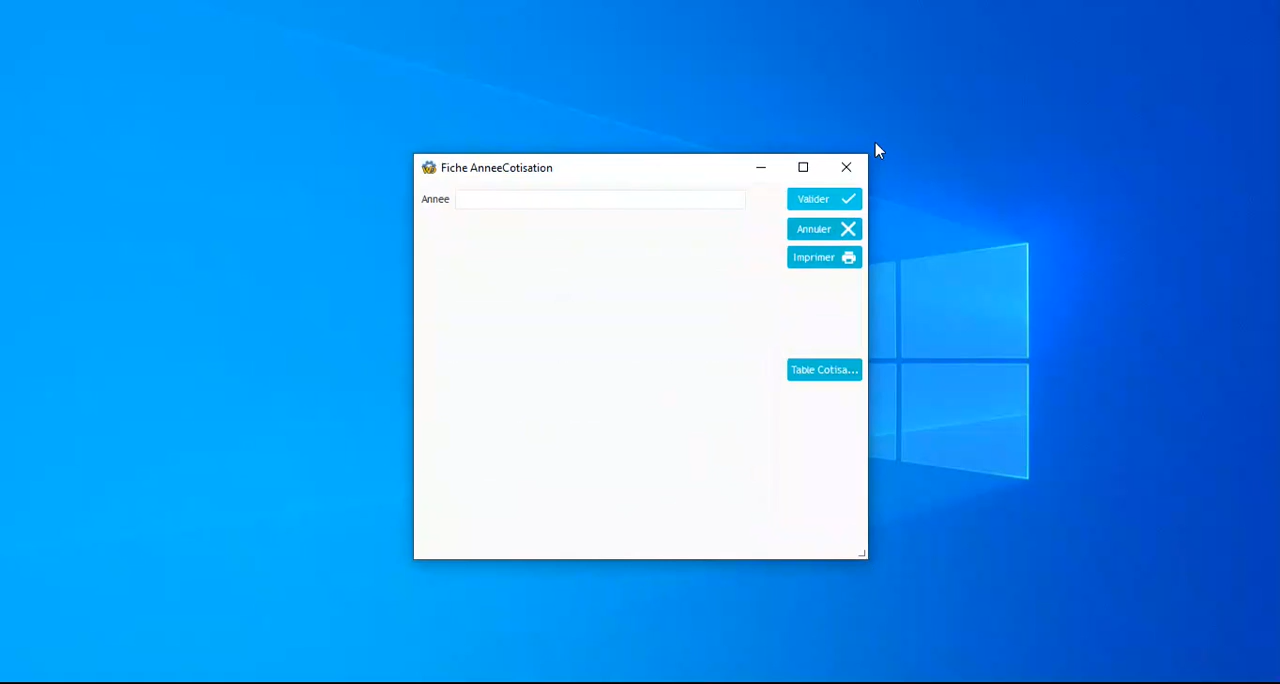 Fiche AnneeCotisation
Annee
Valider
Annuler
Imprimer
Table Cotisa...